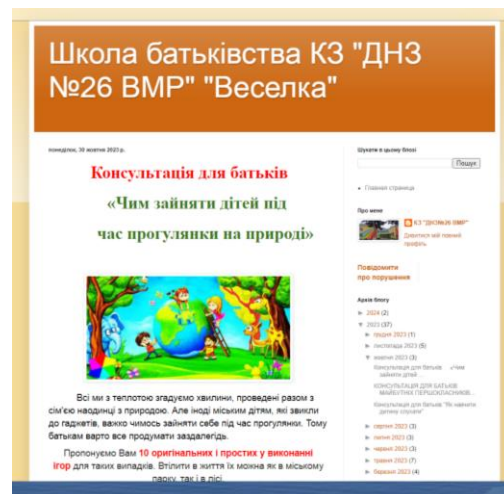 Школа батьківства КЗ "ДНЗ
№26 ВМР" "Веселка"
понеділок, 30 жовтня 2023 р.
Консультація для батьків
«Чим зайняти дітей під
час прогулянки на природі»
Всі ми з теплотою згадуємо хвилини, проведені разом з
сім'єю наодинці з природою. Але іноді міським дітям, які звикли
до гаджетів, важко чимось зайняти себе під час прогулянки. Тому
батькам варто все продумати заздалегідь.
Пропонуємо Вам 10 оригінальних і простих у виконанні
ігор для таких випадків. Втілити в життя їх можна як в міському
парку, так і в лісі.
Шукати в цьому блозі
Пошук
Главная страница
Про мене
КЗ "ДНЗ№26 ВМР"
Дивитися мій повний
профіль
Повідомити
про порушення
Архів блогу
► 2024 (2)
▼ 2023 (37)
► грудня 2023 (1)
► листопада 2023 (5)
▼ жовтня 2023 (3)
Консультація для батьків «Чим
зайняти дітей ...
КОНСУЛЬТАЦІЯ ДЛЯ БАТЬКІВ
МАЙБУТНІХ ПЕРШОКЛАСНИКІВ...
Консультація для батьків "Як навчити
дитину слухати"
► серпня 2023 (3)
► липня 2023 (3)
► червня 2023 (3)
► травня 2023 (7)
► березня 2023 (4)